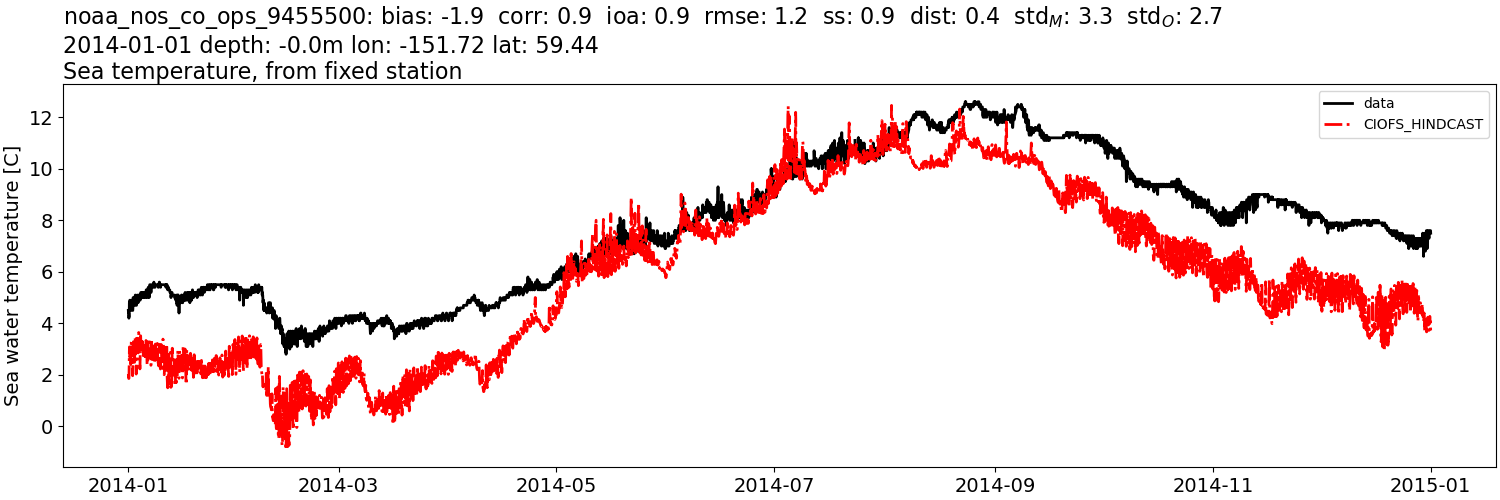 noaa_nos_co_ops_9455500: bias: -1.9 corr: 0.9 ioa: 0.9 rmse: 1.2 ss: 0.9 dist: 0.4 std_M: 3.3 std_O: 2.7
2014-01-01 depth: -0.0m lon: -151.72 lat: 59.44
Sea temperature, from fixed station
data
CIOFS_HINDCAST
Sea water temperature [C]
12
10
8
6
4
2
0
2014-01
2014-03
2014-05
2014-07
2014-09
2014-11
2015-01